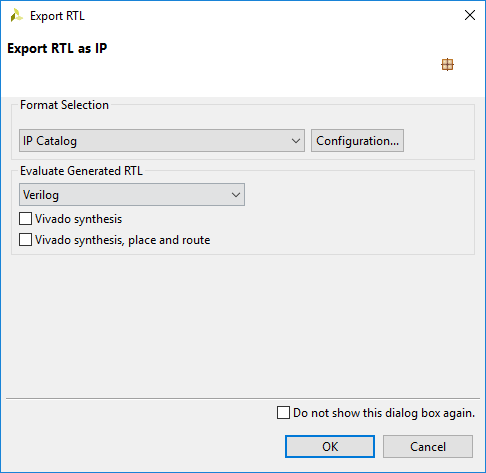 Export RTL
Export RTL as IP
Format Selection
IP Catalog
Configuration...
Evaluate Generated RTL
Verilog
Vivado synthesis
Vivado synthesis, place and route
Do not show this dialog box again.
OK
Cancel